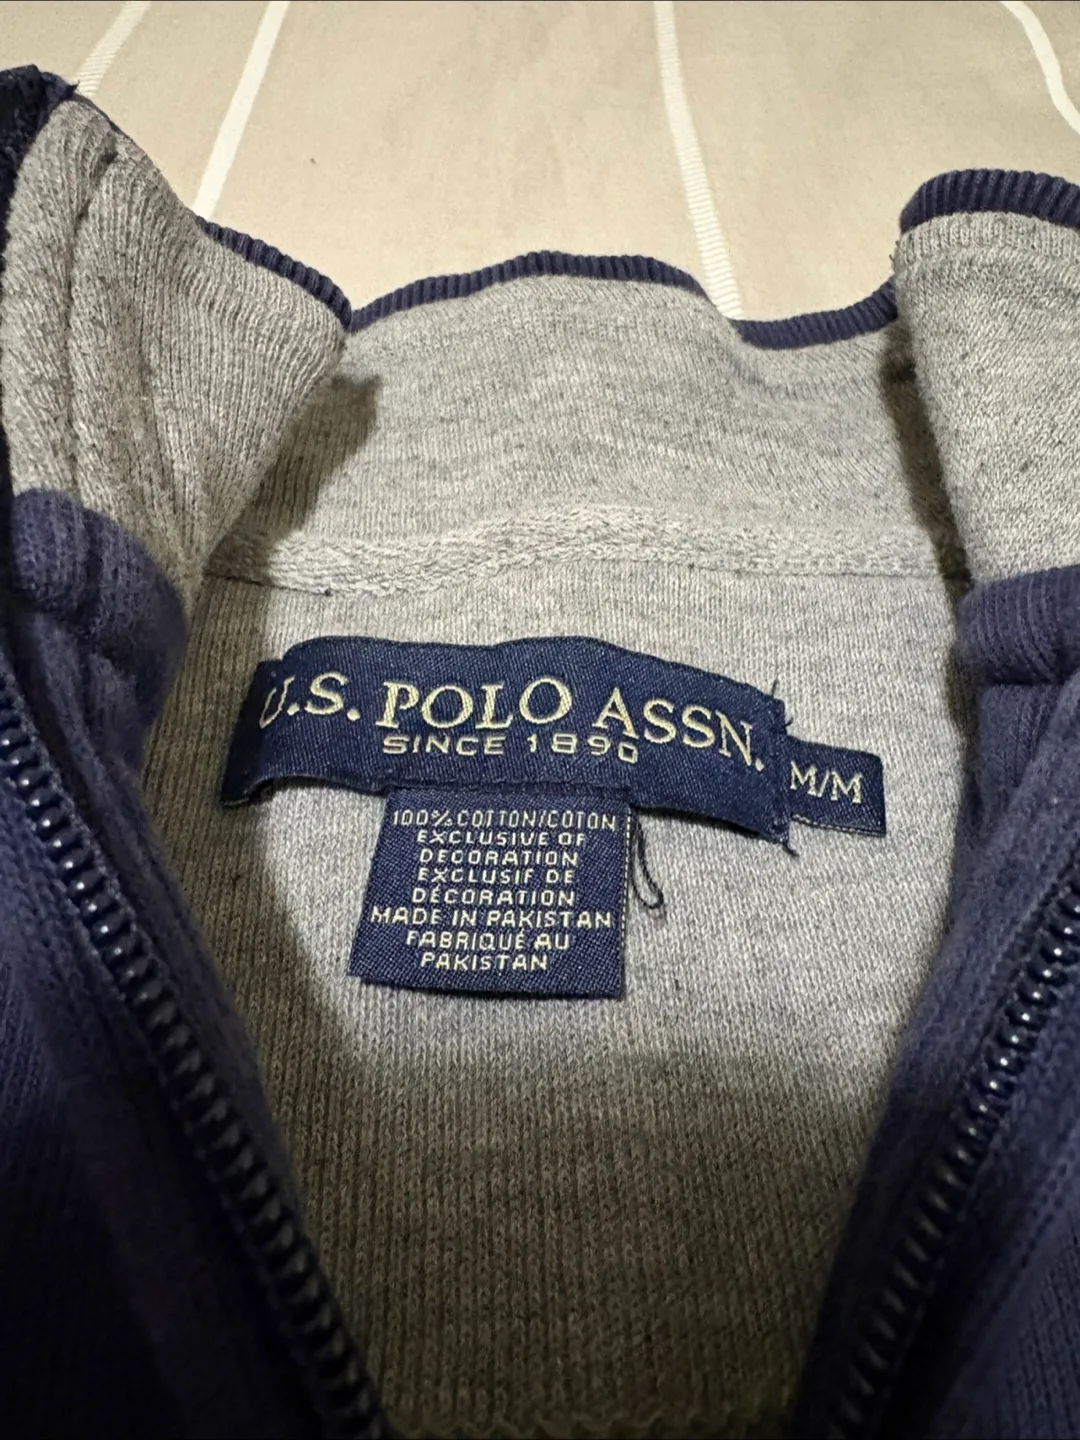 U.S. POLO ASSN.
SINCE 1890
M/M
100% COTTON/COTON
EXCLUSIVE OF
DECORATION
EXCLUSIF DE
DÉCORATION
MADE IN PAKISTAN
FABRIQUÉ AU
PAKISTAN